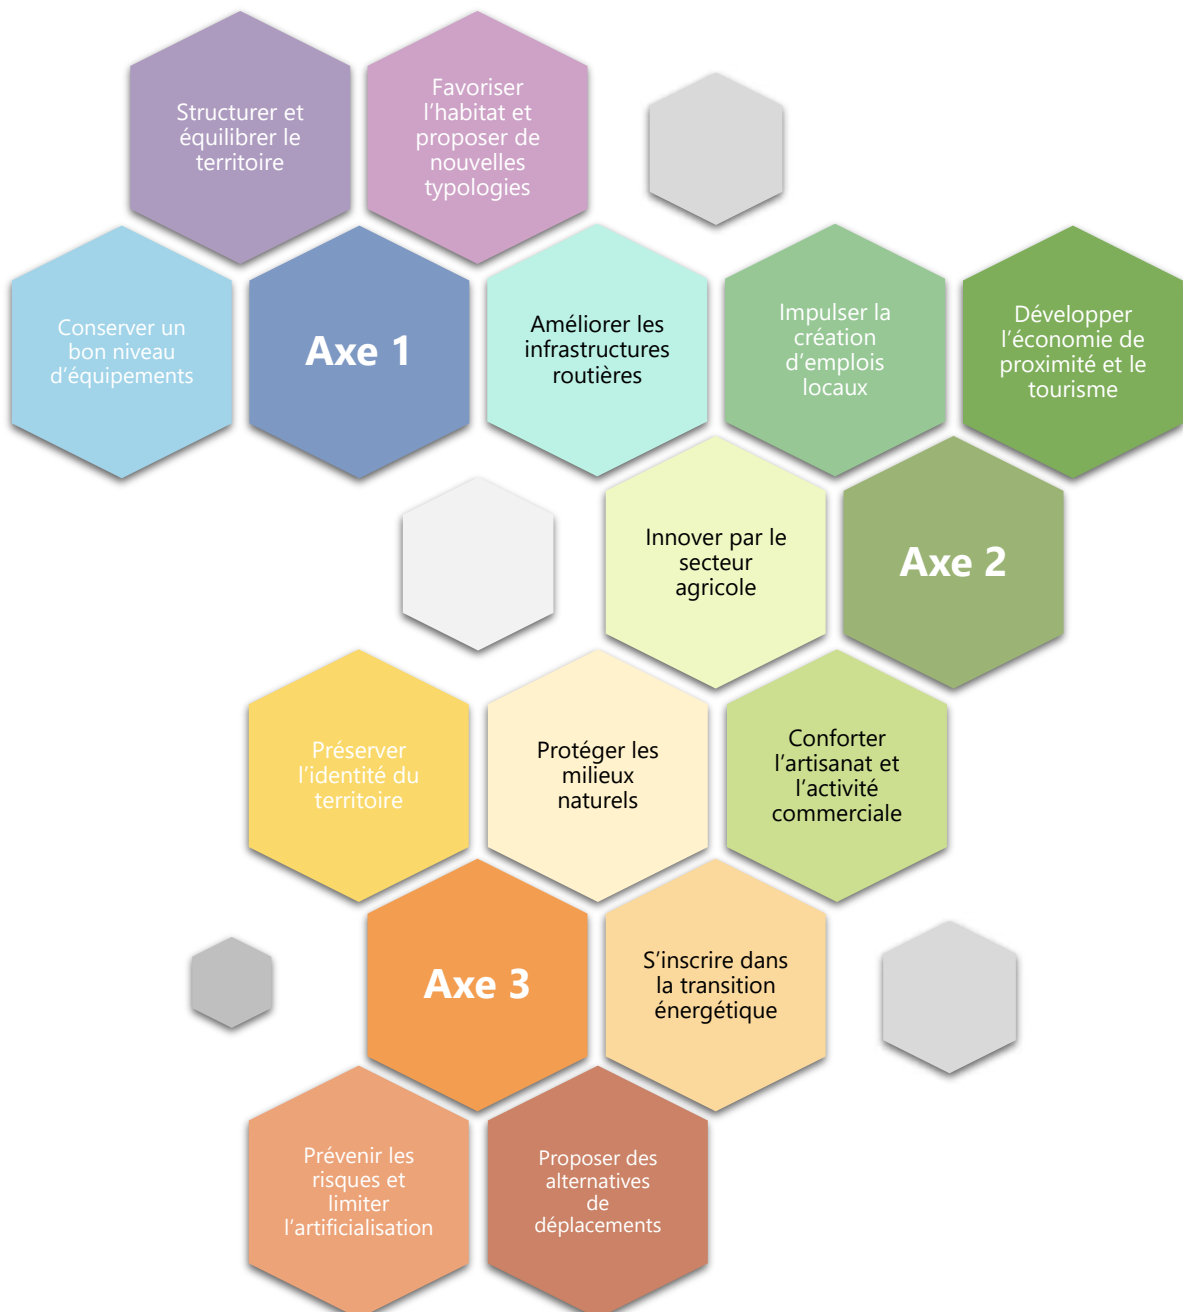 Structurer et
équilibrer le
territoire
Favoriser
l’habitat et
proposer de
nouvelles
typologies
Conserver un
bon niveau
d’équipements
Axe 1
Améliorer les
infrastructures
routières
Impulser la
création
d’emplois
locaux
Développer
l’économie de
proximité et le
tourisme
Innover par le
secteur
agricole
Axe 2
Préserver
l’identité du
territoire
Protéger les
milieux
naturels
Conforter
l’artisanat et
l’activité
commerciale
Axe 3
S’inscrire dans
la transition
énergétique
Prévenir les
risques et
limiter
l’artificialisation
Proposer des
alternatives
de
déplacements